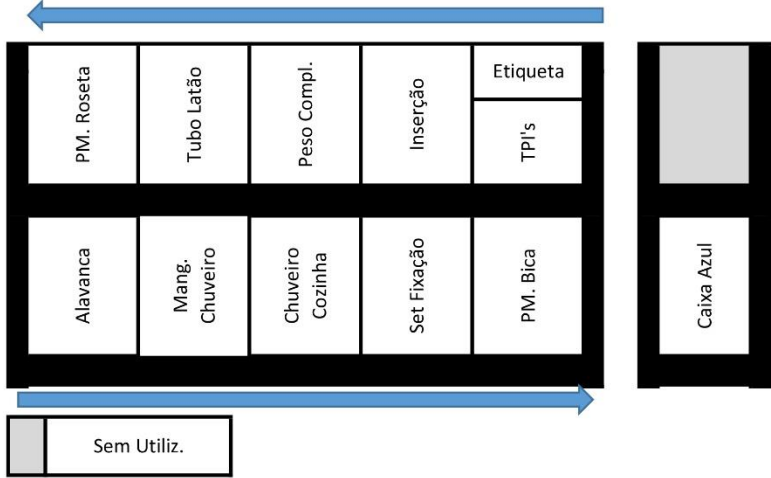 PM. Roseta
Tubo Latão
Peso Compl.
Inserção
Etiqueta
TPI's
Alavanca
Mang.
Chuveiro
Chuveiro
Cozinha
Set Fixação
PM. Bica
Caixa Azul
Sem Utiliz.